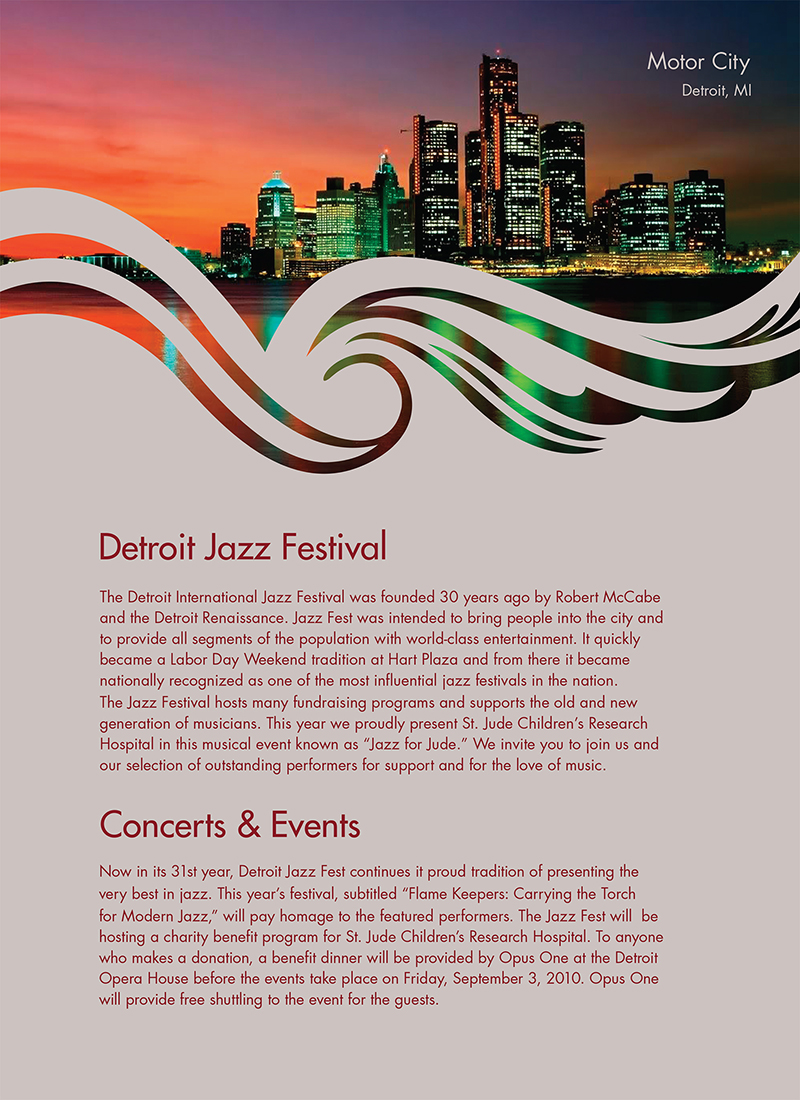 Motor City
Detroit, MI
Detroit Jazz Festival
The Detroit International Jazz Festival was founded 30 years ago by Robert McCabe
and the Detroit Renaissance. Jazz Fest was intended to bring people into the city and
to provide all segments of the population with world-class entertainment. It quickly
became a Labor Day Weekend tradition at Hart Plaza and from there it became
nationally recognized as one of the most influential jazz festivals in the nation.
The Jazz Festival hosts many fundraising programs and supports the old and new
generation of musicians. This year we proudly present St. Jude Children’s Research
Hospital in this musical event known as “Jazz for Jude.” We invite you to join us and
our selection of outstanding performers for support and for the love of music.
Concerts & Events
Now in its 31st year, Detroit Jazz Fest continues it proud tradition of presenting the
very best in jazz. This year’s festival, subtitled “Flame Keepers: Carrying the Torch
for Modern Jazz,” will pay homage to the featured performers. The Jazz Fest will  be
hosting a charity benefit program for St. Jude Children’s Research Hospital. To anyone
who makes a donation, a benefit dinner will be provided by Opus One at the Detroit
Opera House before the events take place on Friday, September 3, 2010. Opus One
will provide free shuttling to the event for the guests.